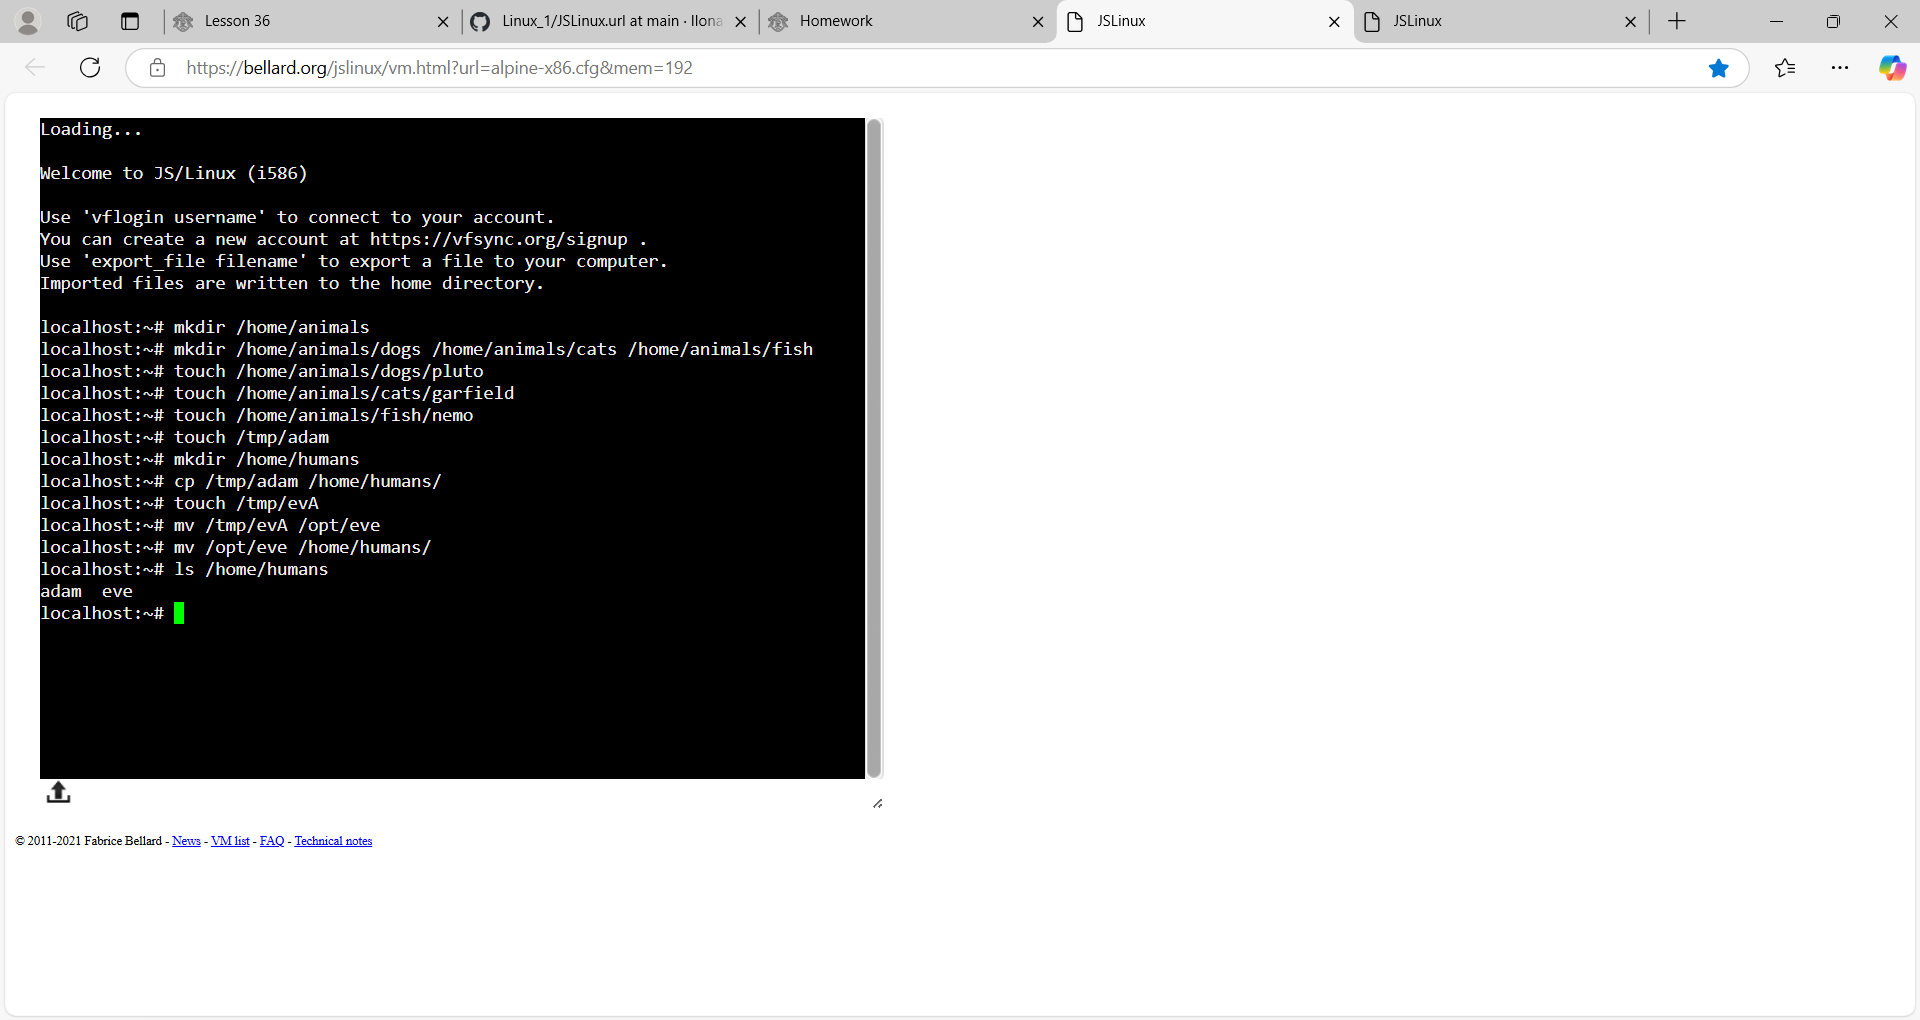 Lesson 36
Linux_1/JSLinux.url at main · Ilona
Homework
JSLinux
JSLinux
https://bellard.org/jslinux/vm.html?url=alpine-x86.cfg&mem=192
Loading...
Welcome to JS/Linux (i586)
Use 'vflogin username' to connect to your account.
You can create a new account at https://vfsync.org/signup .
Use 'export_file filename' to export a file to your computer.
Imported files are written to the home directory.
localhost:~# mkdir /home/animals
localhost:~# mkdir /home/animals/dogs /home/animals/cats /home/animals/fish
localhost:~# touch /home/animals/dogs/pluto
localhost:~# touch /home/animals/cats/garfield
localhost:~# touch /home/animals/fish/nemo
localhost:~# touch /tmp/adam
localhost:~# mkdir /home/humans
localhost:~# cp /tmp/adam /home/humans/
localhost:~# touch /tmp/evA
localhost:~# mv /tmp/evA /opt/eve
localhost:~# mv /opt/eve /home/humans/
localhost:~# ls /home/humans
adam  eve
localhost:~#
© 2011-2021 Fabrice Bellard - News - VM list - FAQ - Technical notes